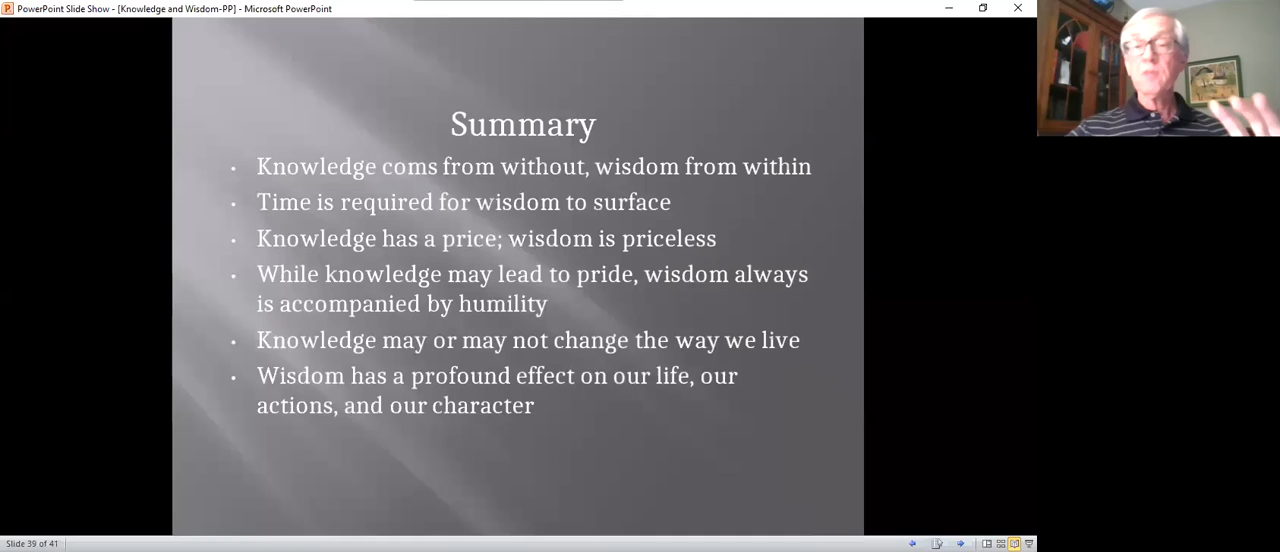 PowerPoint Slide Show - [Knowledge and Wisdom-PP] - Microsoft PowerPoint
Summary
• Knowledge coms from without, wisdom from within
• Time is required for wisdom to surface
• Knowledge has a price; wisdom is priceless
• While knowledge may lead to pride, wisdom always
is accompanied by humility
• Knowledge may or may not change the way we live
• Wisdom has a profound effect on our life, our
actions, and our character
Slide 39 of 41